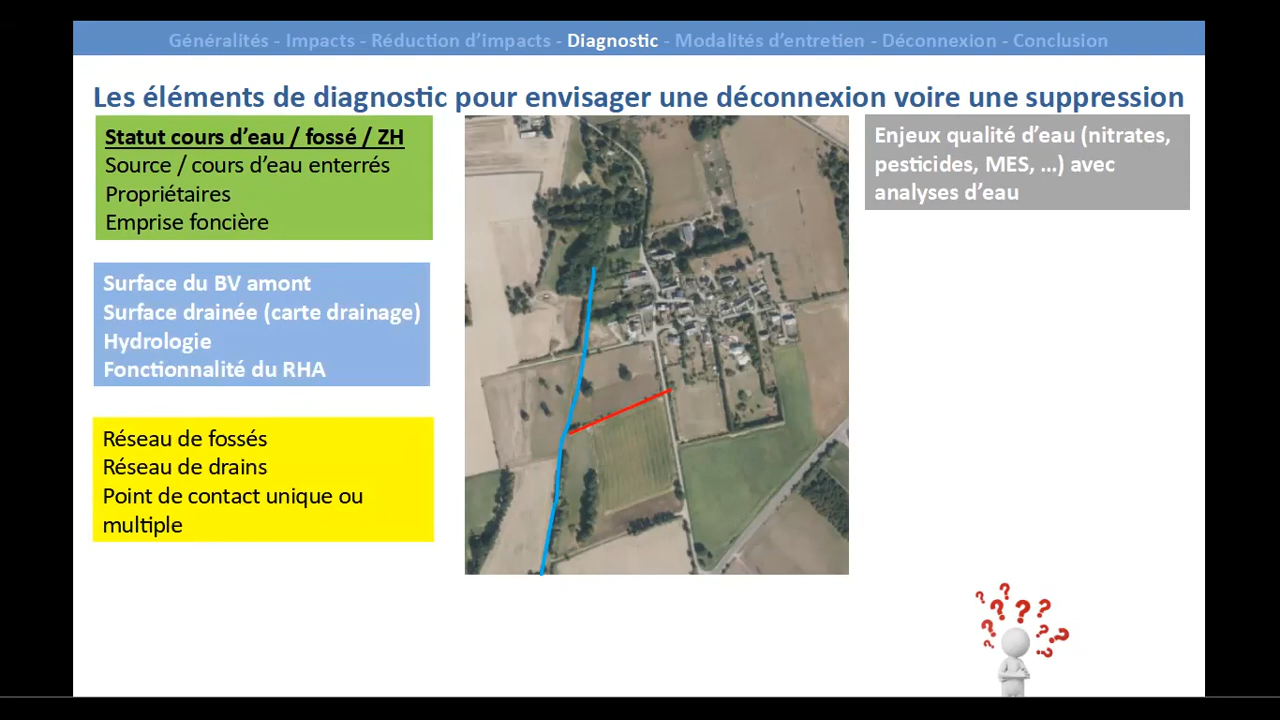 Généralités - Impacts - Réduction d'impacts - Diagnostic - Modalités d'entretien - Déconnexion - Conclusion
Les éléments de diagnostic pour envisager une déconnexion voire une suppression
Statut cours d'eau / fossé / ZH
Source / cours d'eau enterrés
Propriétaires
Emprise foncière
Surface du BV amont
Surface drainée (carte drainage)
Hydrologie
Fonctionnalité du RHA
Réseau de fossés
Réseau de drains
Point de contact unique ou
multiple
Enjeux qualité d'eau (nitrates,
pesticides, MES, ...) avec
analyses d'eau